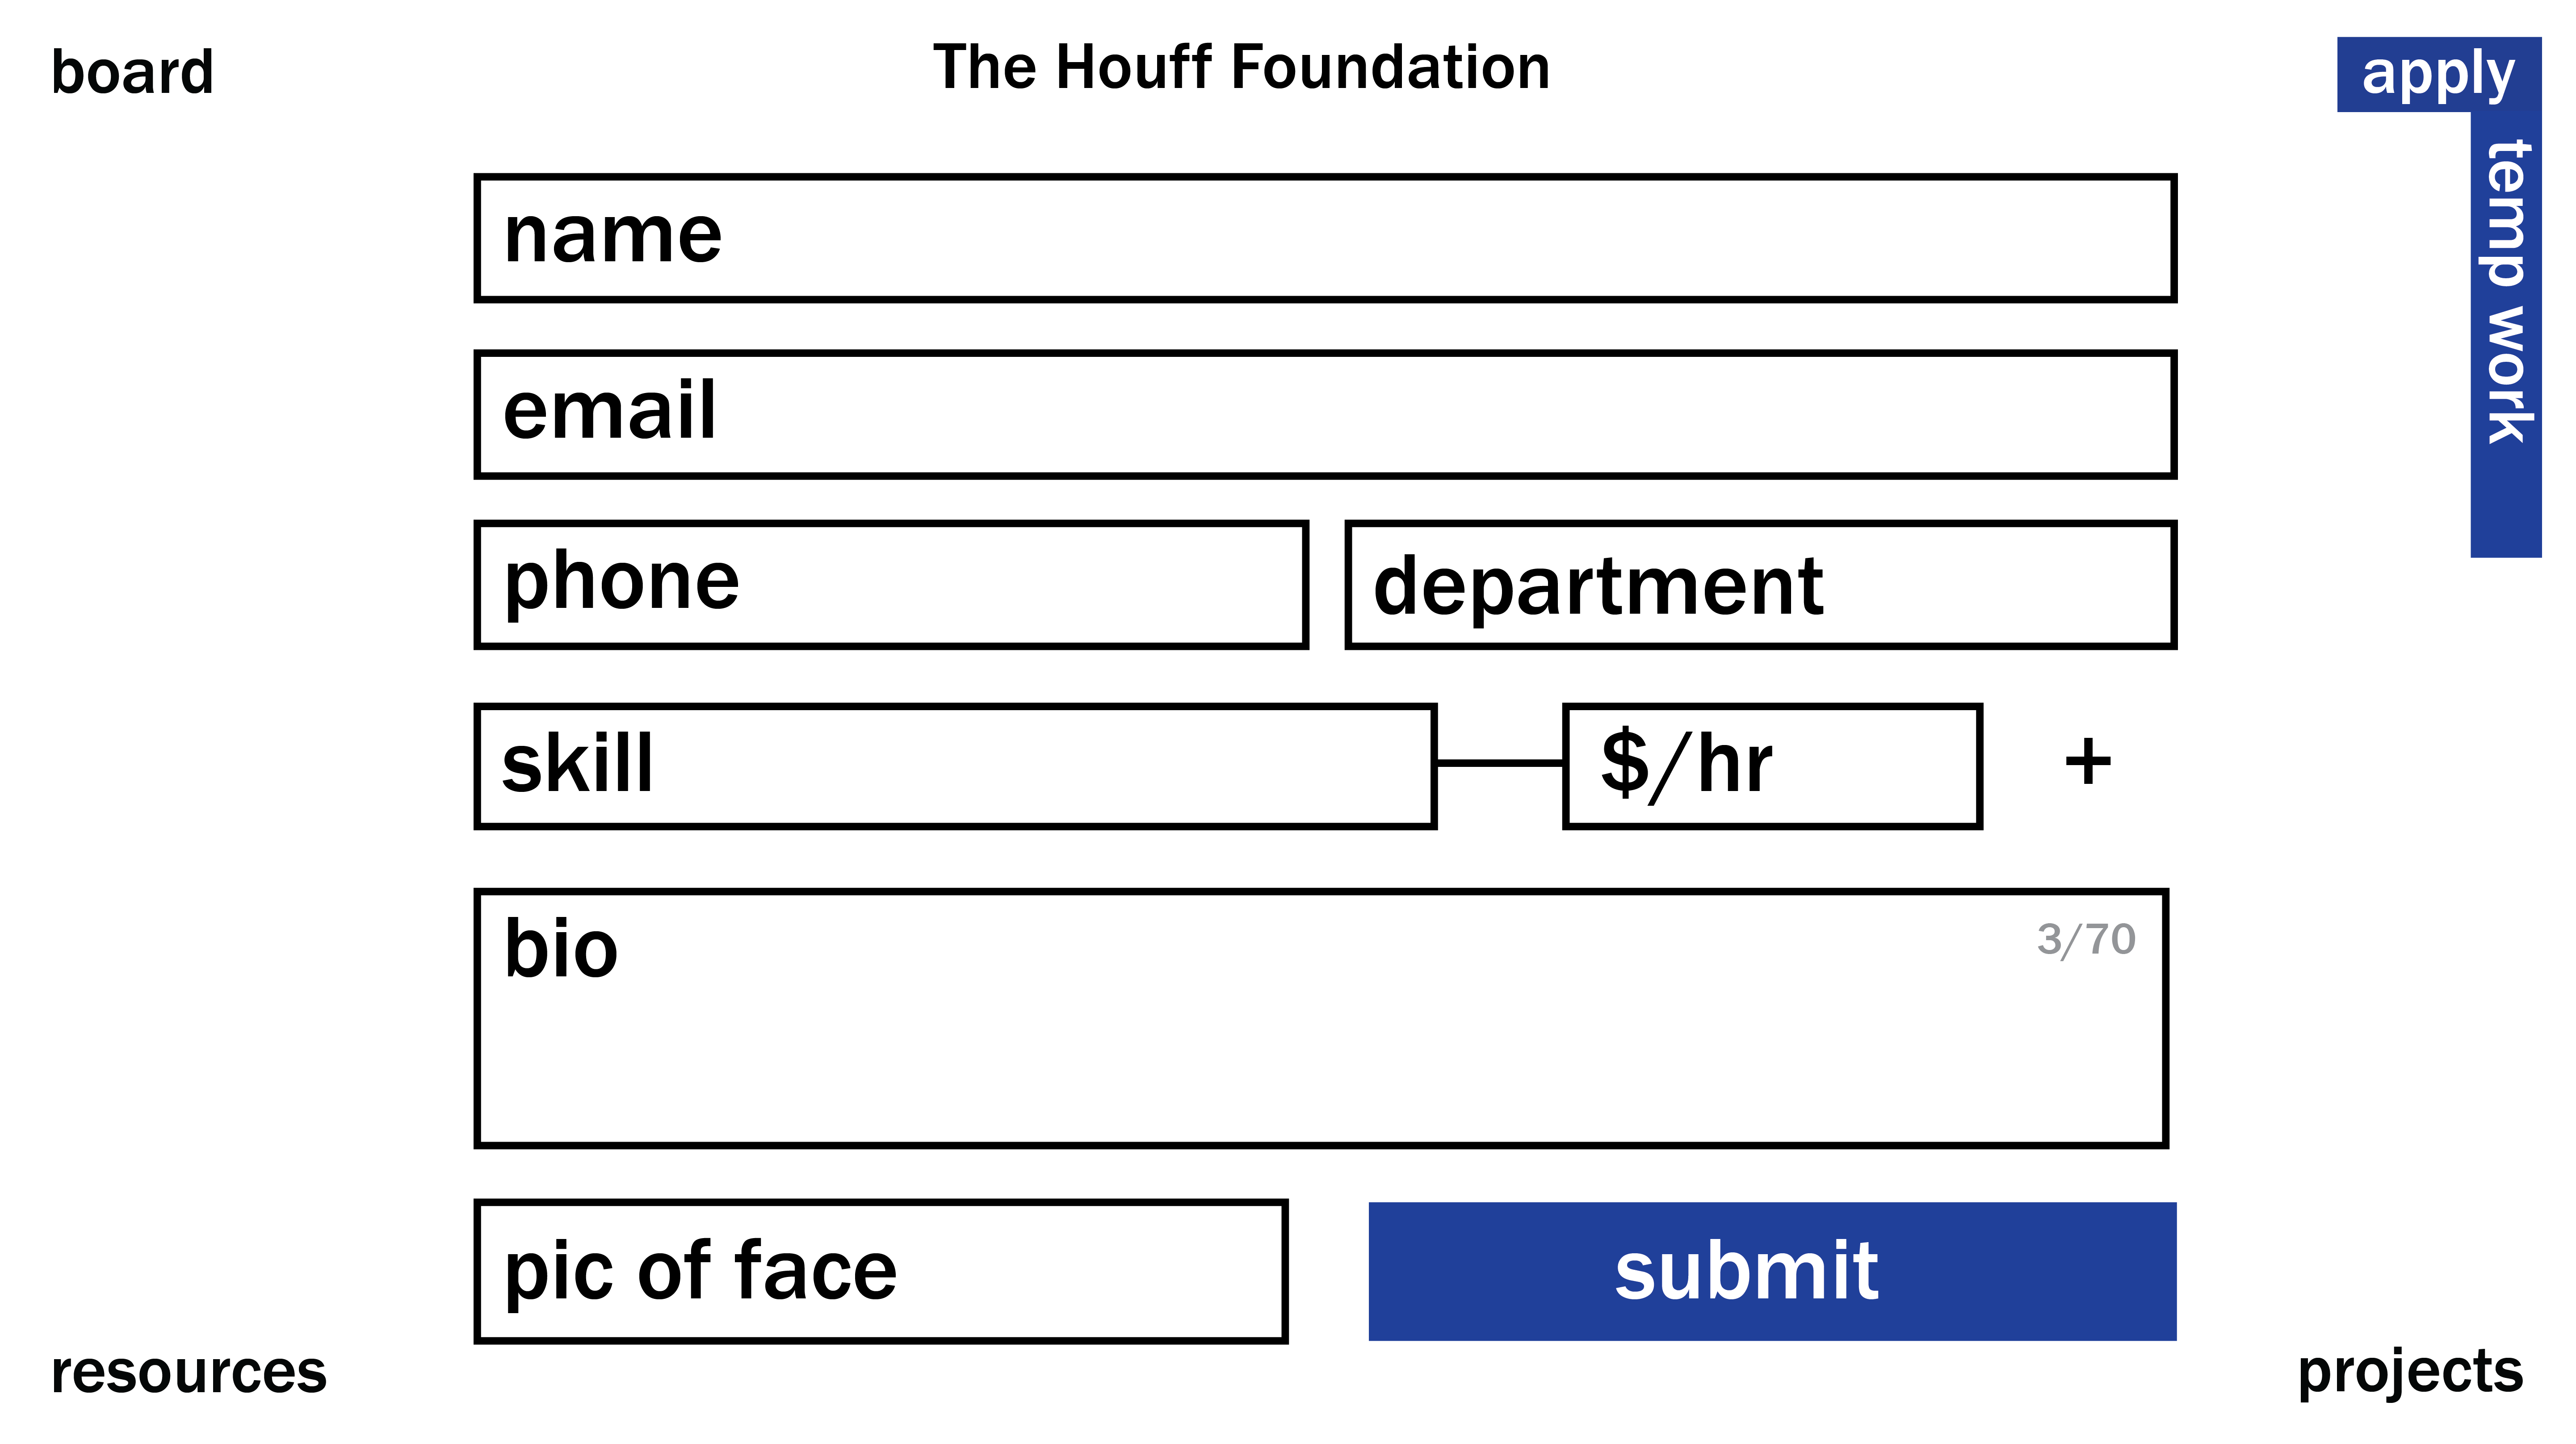 board
The Houff Foundation
apply
temp work
name
email
phone
department
skill
$/hr
+
bio
3/70
pic of face
submit
resources
projects